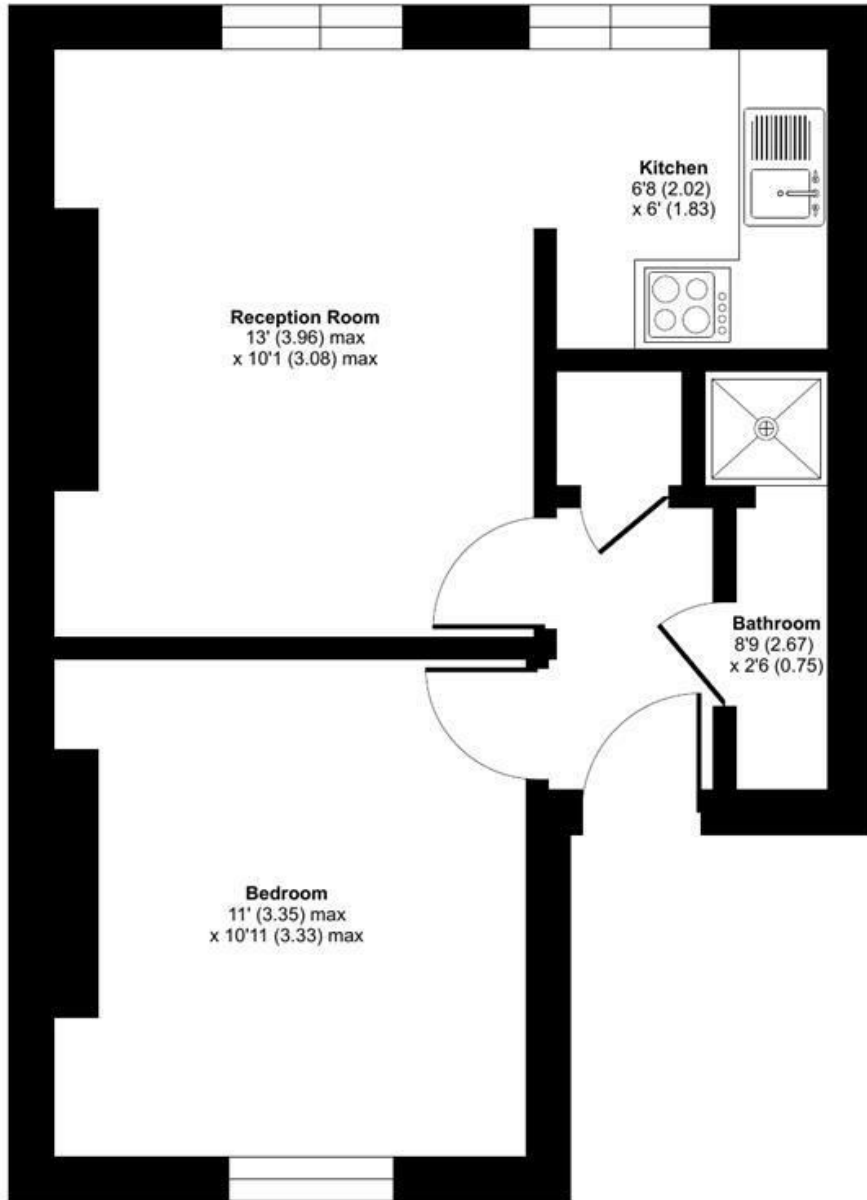 Kitchen
6'8 (2.02)
x 6' (1.83)
Reception Room
13' (3.96) max
x 10'1 (3.08) max
Bathroom
8'9 (2.67)
x 2'6 (0.75)
Bedroom
11' (3.35) max
x 10'11 (3.33) max